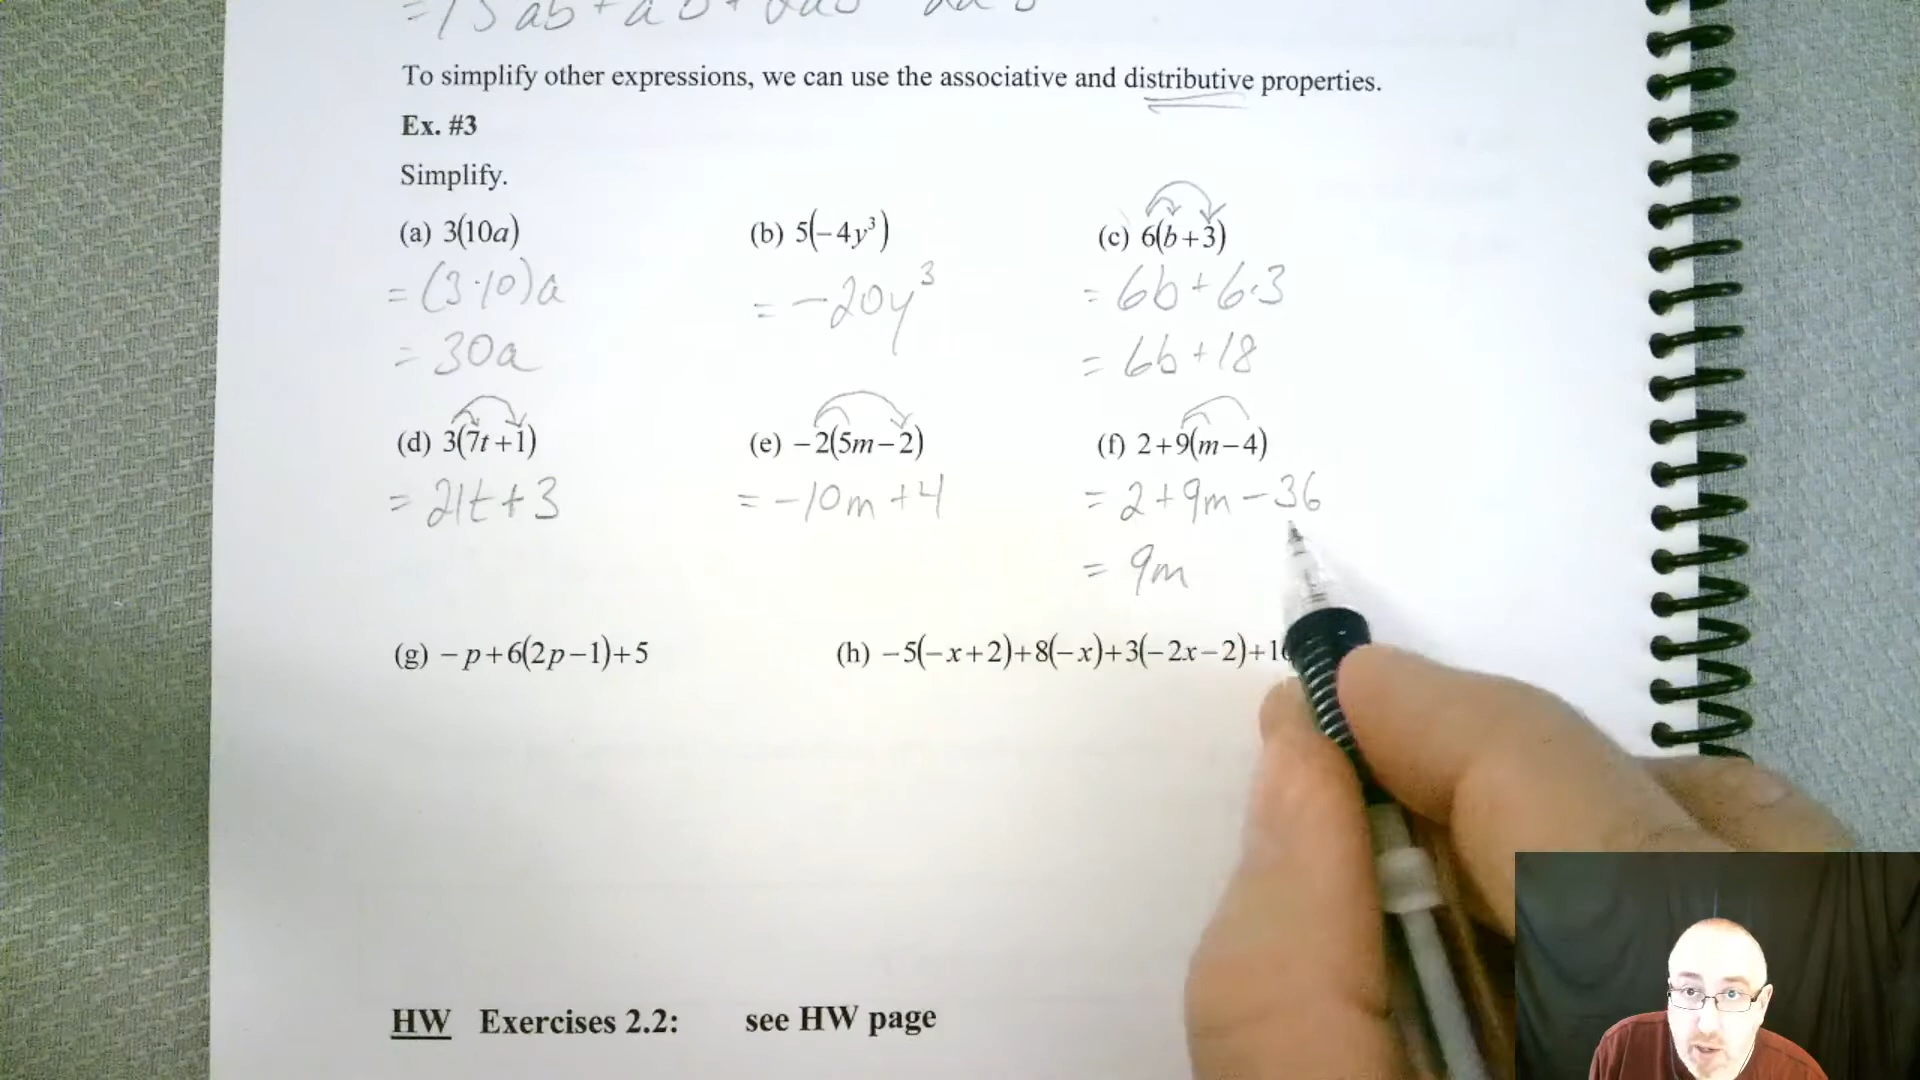 To simplify other expressions, we can use the associative and distributive properties.
Ex. #3
Simplify.
(a) 3(10a)
= (3·10)a
= 30a
(b) 5(−4y³)
= −20y³
(c) 6(b+3)
= 6b+6·3
= 6b+18
(d) 3(7t+1)
= 21t+3
(e) −2(5m−2)
= −10m+4
(f) 2+9(m−4)
= 2+9m−36
= 9m
(g) −p+6(2p−1)+5
(h) −5(−x+2)+8(−x)+3(−2x−2)+
HW Exercises 2.2: see HW page